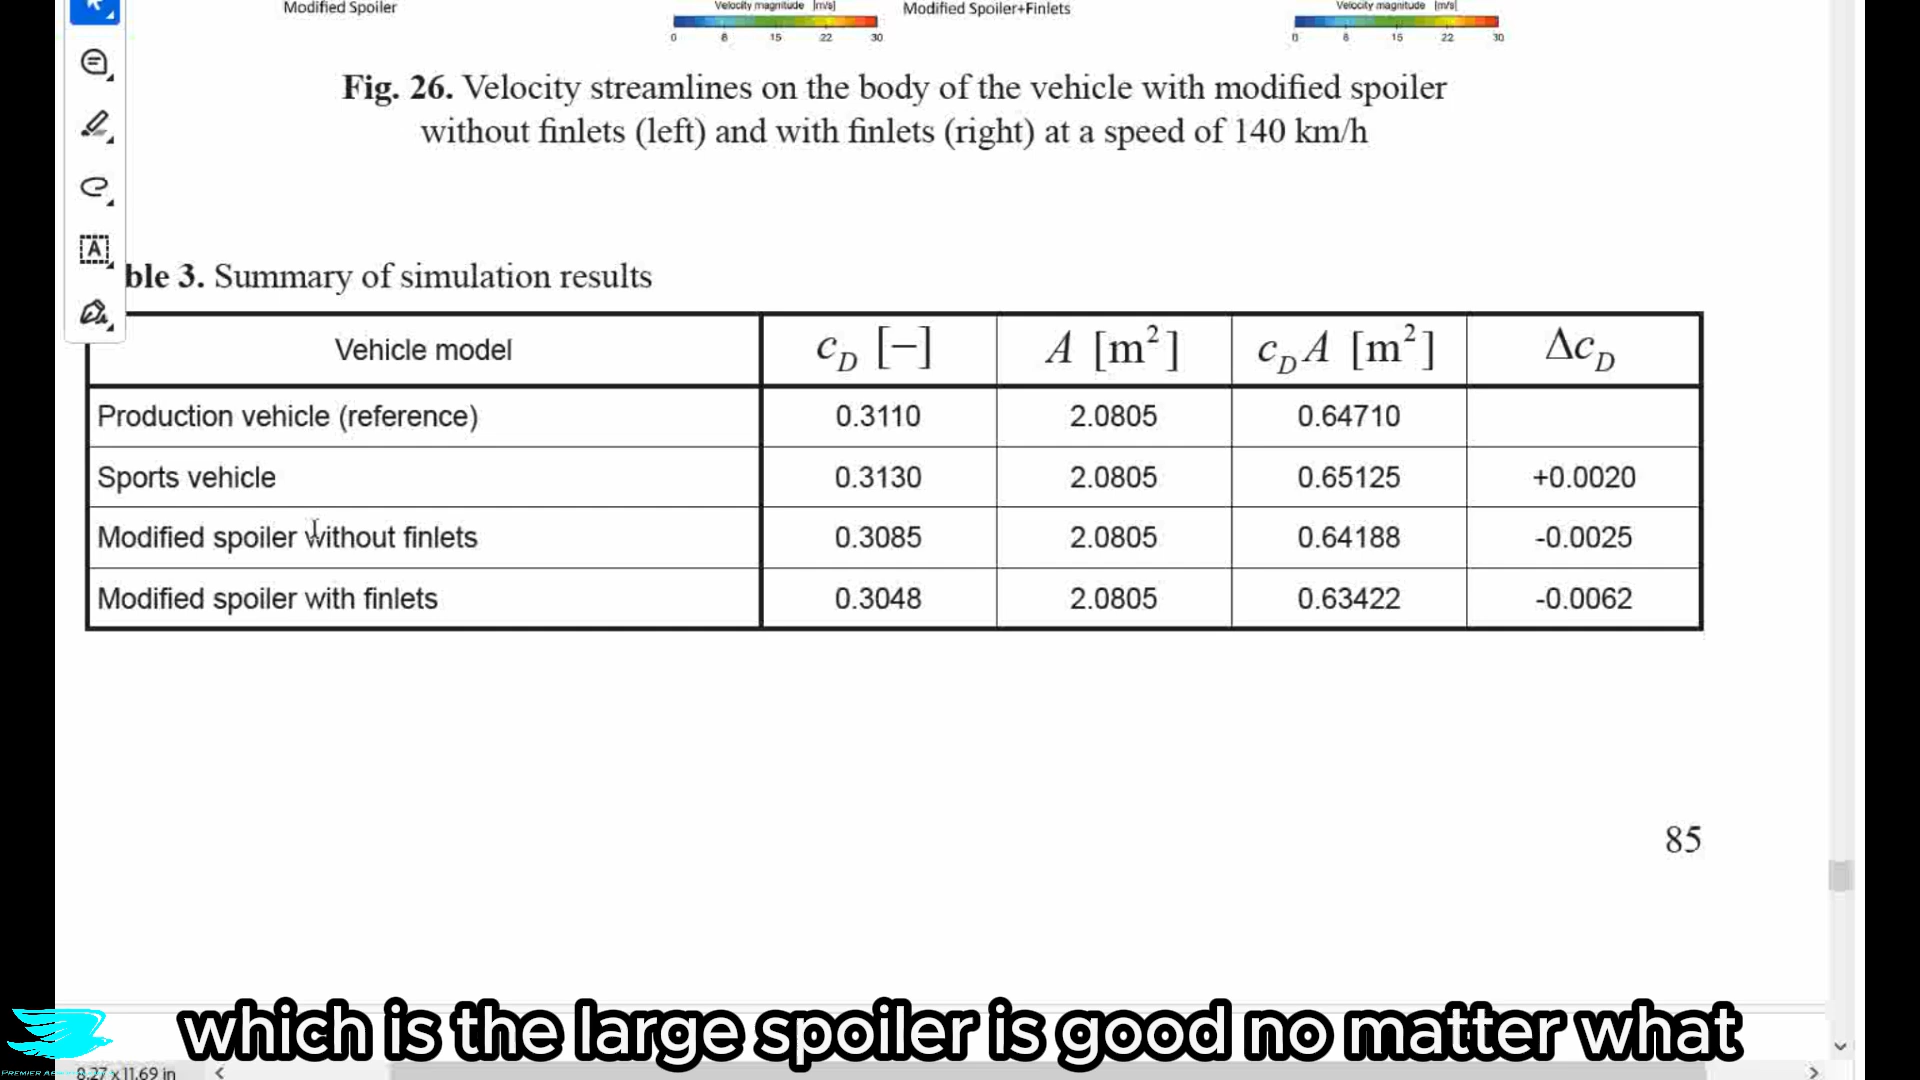 Modified Spoiler
Velocity magnitude [m/s]
0 8 15 22 30
Modified Spoiler+Finlets
Velocity magnitude [m/s]
0 8 15 22 30
Fig. 26. Velocity streamlines on the body of the vehicle with modified spoiler
without finlets (left) and with finlets (right) at a speed of 140 km/h
ble 3. Summary of simulation results
Vehicle model c_D [−] A [m²] c_D A [m²] Δc_D
Production vehicle (reference) 0.3110 2.0805 0.64710
Sports vehicle 0.3130 2.0805 0.65125 +0.0020
Modified spoiler without finlets 0.3085 2.0805 0.64188 -0.0025
Modified spoiler with finlets 0.3048 2.0805 0.63422 -0.0062
85
which is the large spoiler is good no matter what
PREMIER
8.27 x 11.69 in